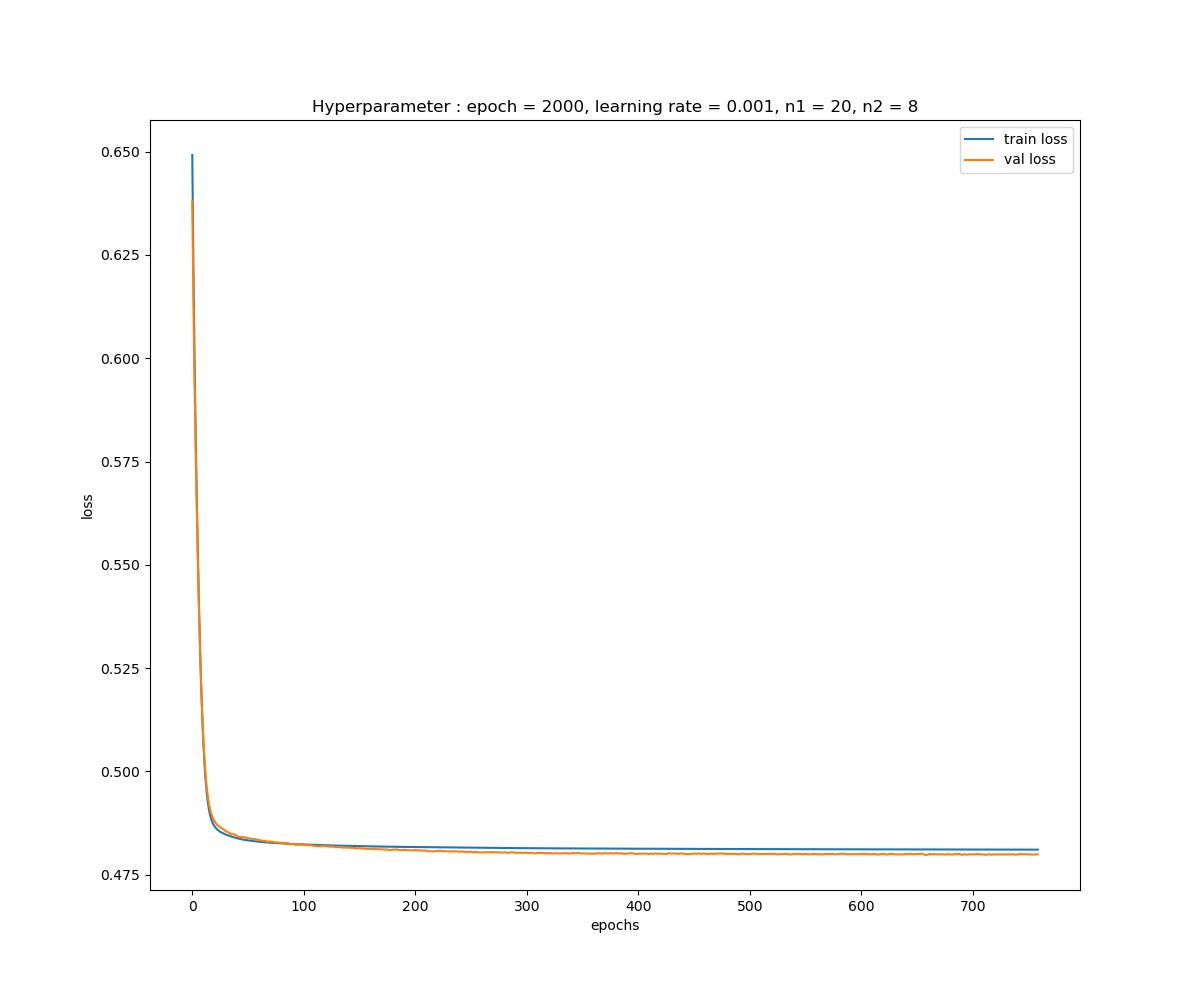 Hyperparameter : epoch = 2000, learning rate = 0.001, n1 = 20, n2 = 8
train loss
val loss
0.650
0.625
0.600
0.575
0.550
0.525
0.500
0.475
loss
0 100 200 300 400 500 600 700
epochs